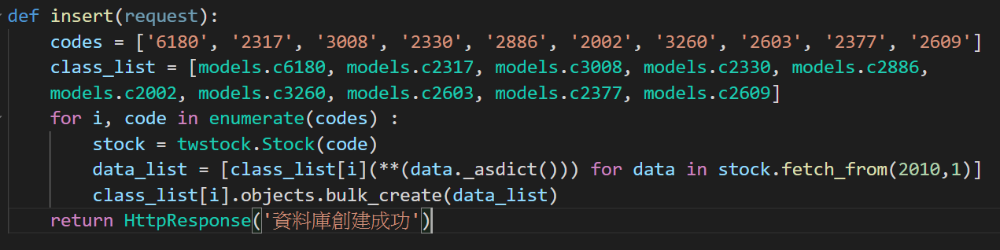 def insert(request):
    codes = ['6180', '2317', '3008', '2330', '2886', '2002', '3260', '2603', '2377', '2609']
    class_list = [models.c6180, models.c2317, models.c3008, models.c2330, models.c2886,
    models.c2002, models.c3260, models.c2603, models.c2377, models.c2609]
    for i, code in enumerate(codes) :
        stock = twstock.Stock(code)
        data_list = [class_list[i](**(data._asdict())) for data in stock.fetch_from(2010,1)]
        class_list[i].objects.bulk_create(data_list)
    return HttpResponse('資料庫創建成功')